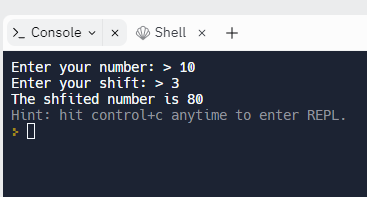 >_ Console × Shell × +
Enter your number: > 10
Enter your shift: > 3
The shfited number is 80
Hint: hit control+c anytime to enter REPL.
>